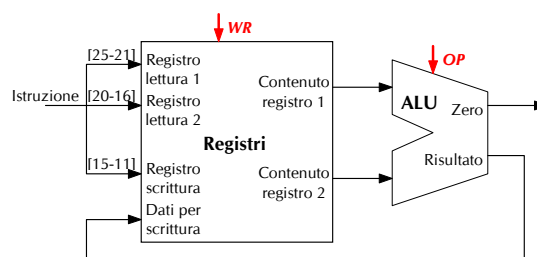 WR
[25-21]
Registro
lettura 1
OP
Istruzione
[20-16]
Registro
lettura 2
Contenuto
registro 1
ALU
Zero
Registri
[15-11]
Registro
scrittura
Contenuto
registro 2
Risultato
Dati per
scrittura